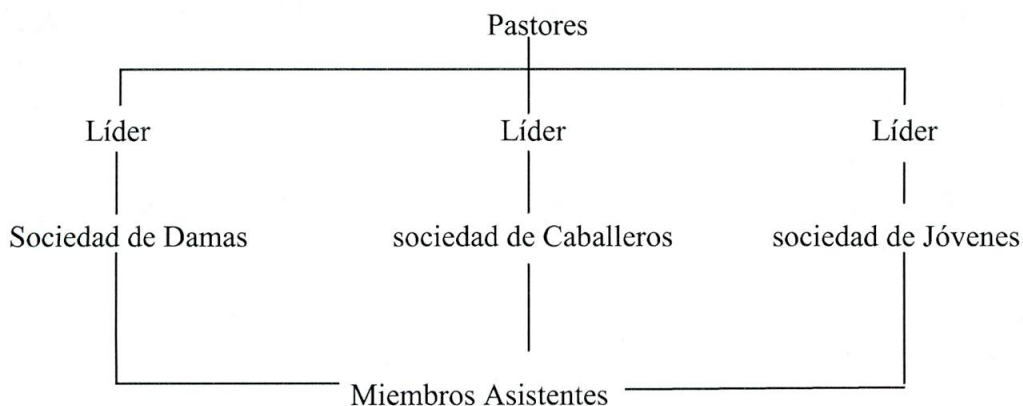 Pastores
Líder Líder Líder
Sociedad de Damas sociedad de Caballeros sociedad de Jóvenes
Miembros Asistentes